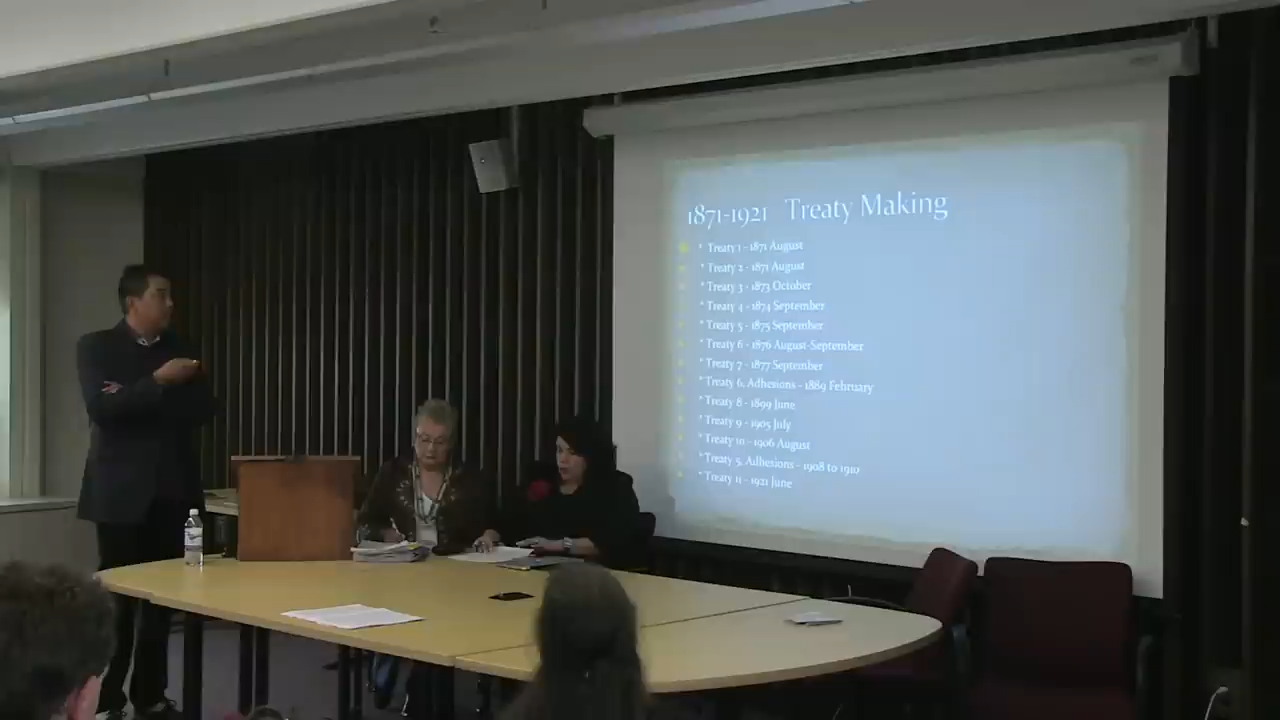 1871-1921 Treaty Making
* Treaty 1 - 1871 August
* Treaty 2 - 1871 August
* Treaty 3 - 1873 October
* Treaty 4 - 1874 September
* Treaty 5 - 1875 September
* Treaty 6 - 1876 August-September
* Treaty 7 - 1877 September
* Treaty 6, Adhesions - 1889 February
* Treaty 8 - 1899 June
* Treaty 9 - 1905 July
* Treaty 10 - 1906 August
* Treaty 5, Adhesions - 1908 to 1910
* Treaty 11 - 1921 June